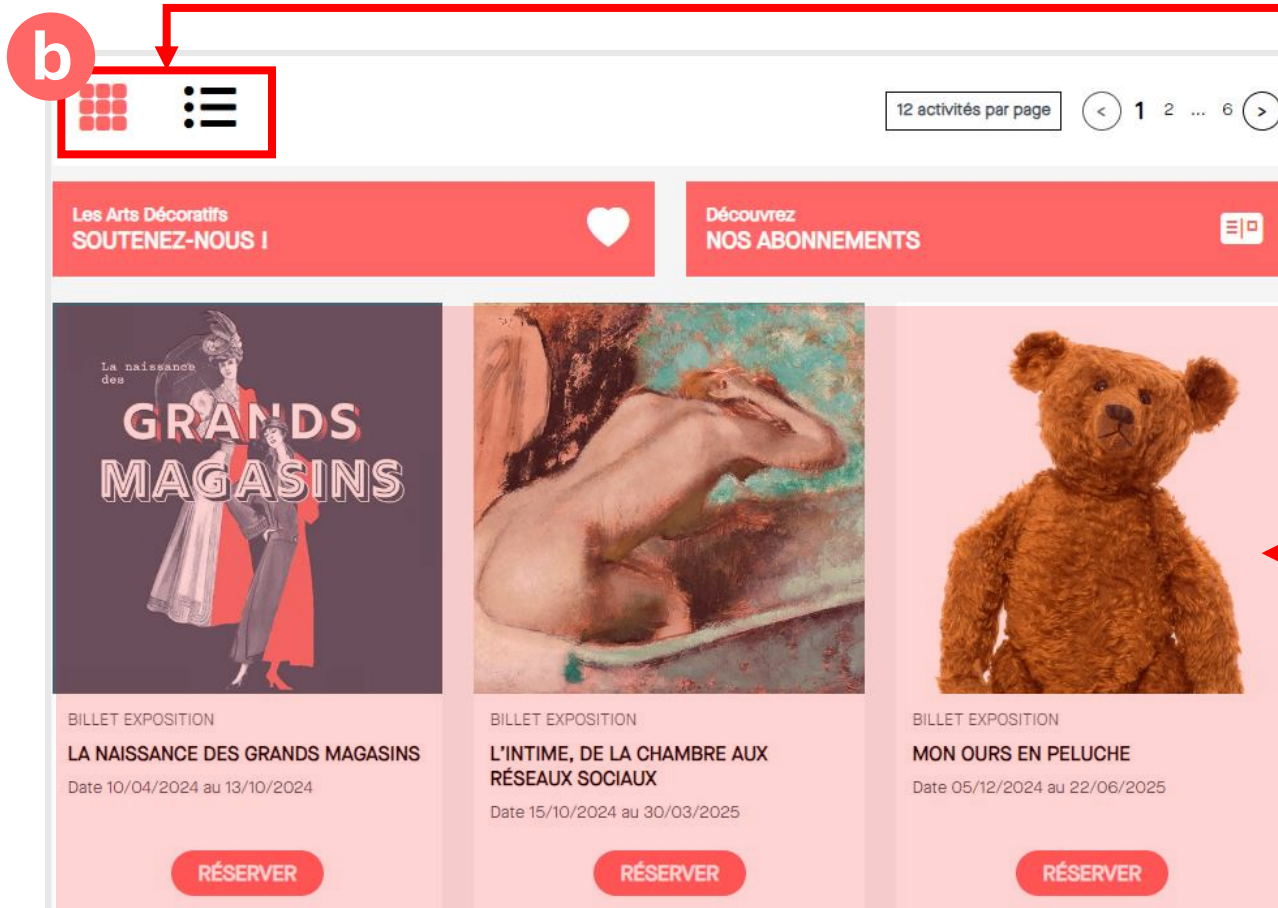 b
12 activités par page < 1 2 ... 6 >
Les Arts Décoratifs
SOUTENEZ-NOUS !
Découvrez
NOS ABONNEMENTS
La naissance
des
GRANDS
MAGASINS
BILLET EXPOSITION
LA NAISSANCE DES GRANDS MAGASINS
Date 10/04/2024 au 13/10/2024
RÉSERVER
BILLET EXPOSITION
L'INTIME, DE LA CHAMBRE AUX
RÉSEAUX SOCIAUX
Date 15/10/2024 au 30/03/2025
RÉSERVER
BILLET EXPOSITION
MON OURS EN PELUCHE
Date 05/12/2024 au 22/06/2025
RÉSERVER